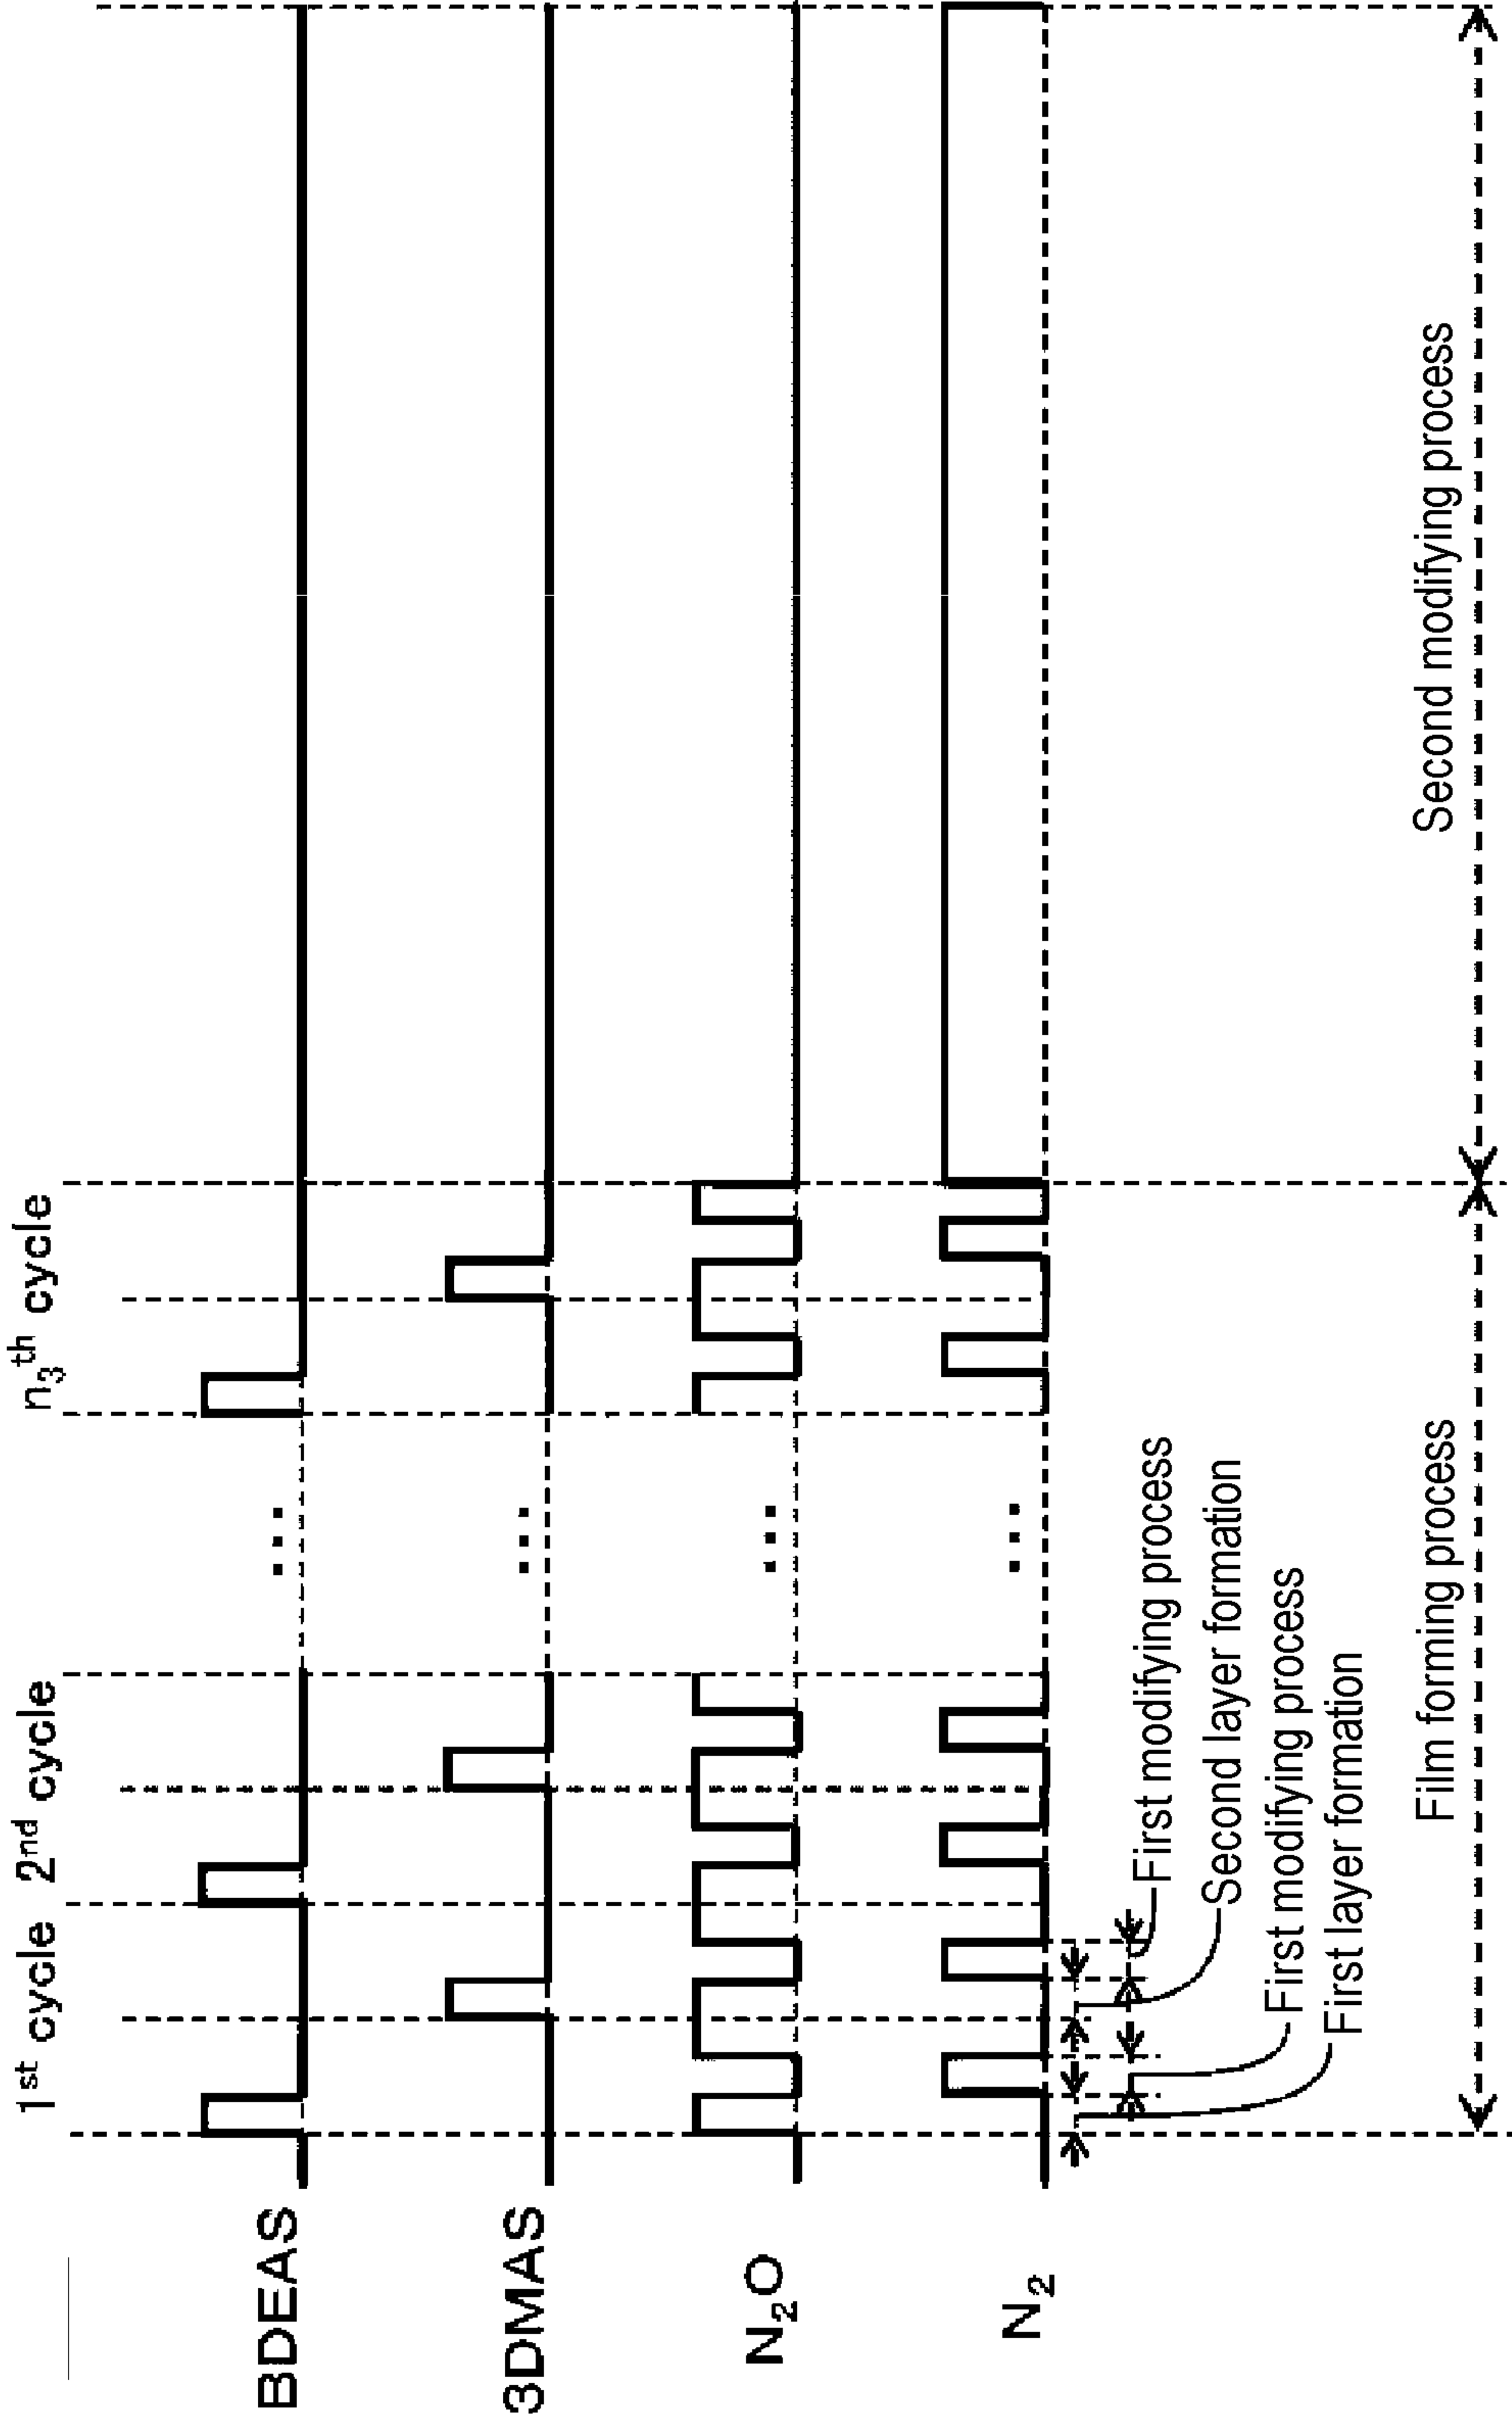 1st cycle 2nd cycle
n3th cycle
BDEAS
...
3DMAS
...
N2O
...
N2
...
First modifying process
Second layer formation
First modifying process
First layer formation
Film forming process
Second modifying process